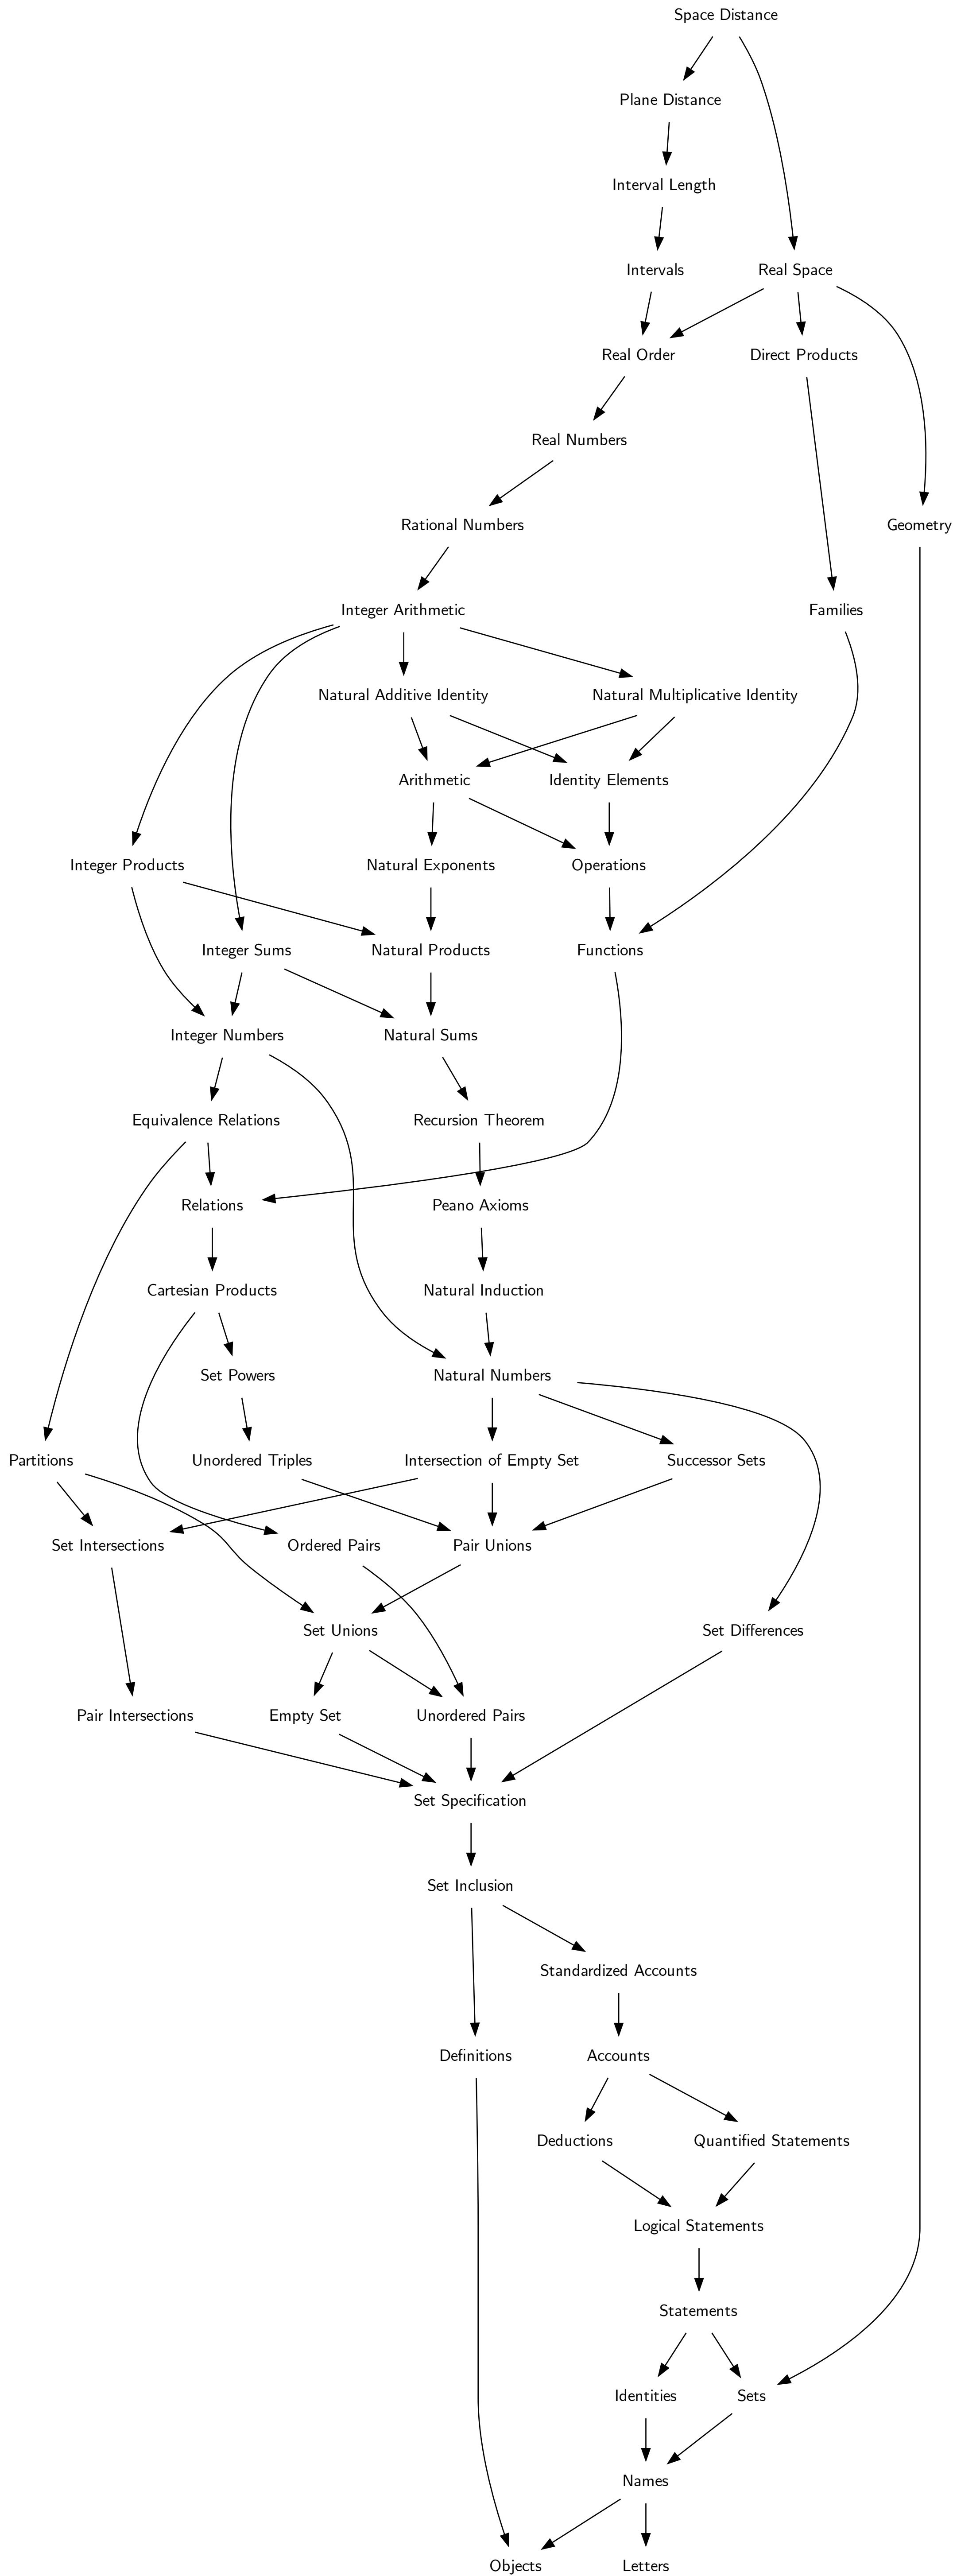 Space Distance
Plane Distance
Interval Length
Intervals
Real Space
Real Order
Direct Products
Real Numbers
Rational Numbers
Geometry
Integer Arithmetic
Families
Natural Additive Identity
Natural Multiplicative Identity
Arithmetic
Identity Elements
Integer Products
Natural Exponents
Operations
Integer Sums
Natural Products
Functions
Integer Numbers
Natural Sums
Equivalence Relations
Recursion Theorem
Relations
Peano Axioms
Cartesian Products
Natural Induction
Set Powers
Natural Numbers
Partitions
Unordered Triples
Intersection of Empty Set
Successor Sets
Set Intersections
Ordered Pairs
Pair Unions
Set Unions
Set Differences
Pair Intersections
Empty Set
Unordered Pairs
Set Specification
Set Inclusion
Standardized Accounts
Definitions
Accounts
Deductions
Quantified Statements
Logical Statements
Statements
Identities
Sets
Names
Objects
Letters